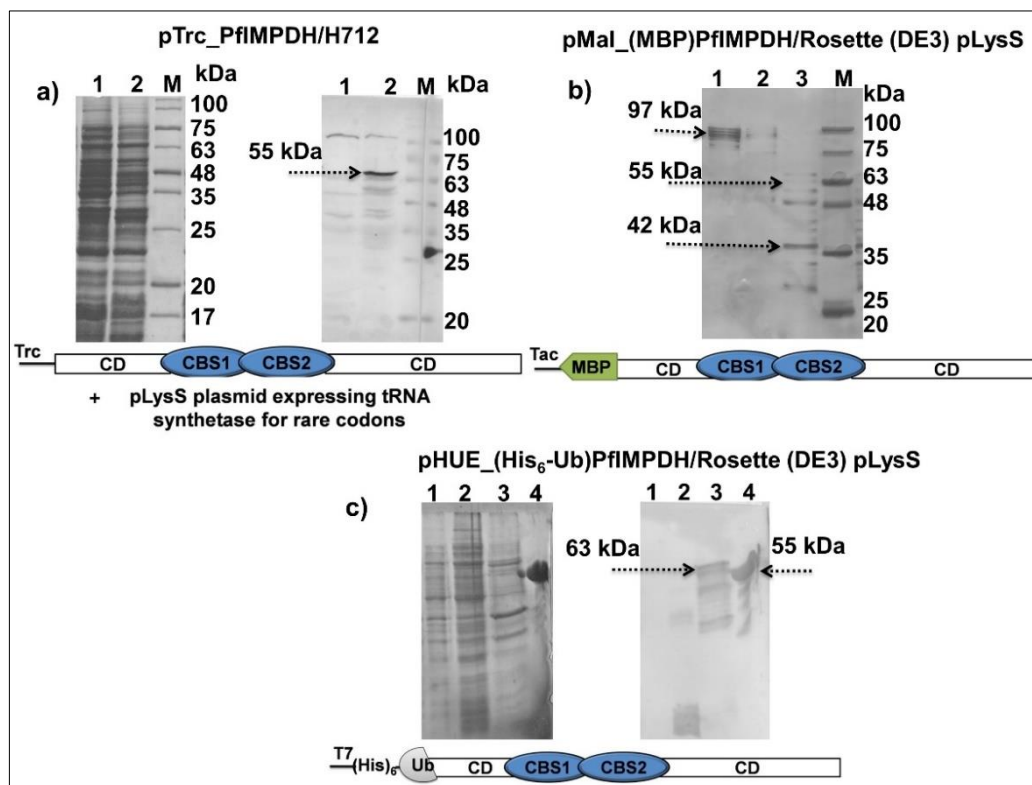 pTrc_PfIMPDH/H712
a)
1 2 M kDa
100
75
63
48
35
25
20
17
1 2 M kDa
55 kDa
100
75
63
48
35
25
20
Trc CD CBS1 CBS2 CD
+ pLysS plasmid expressing tRNA
synthetase for rare codons
pMal_(MBP)PfIMPDH/Rosette (DE3) pLysS
b)
1 2 3 M
kDa
97 kDa
55 kDa
42 kDa
100
75
63
48
35
25
20
Tac MBP CD CBS1 CBS2 CD
pHUE_(His₆-Ub)PfIMPDH/Rosette (DE3) pLysS
c)
1 2 3 4
1 2 3 4
63 kDa
55 kDa
T7 (His)₆ Ub CD CBS1 CBS2 CD